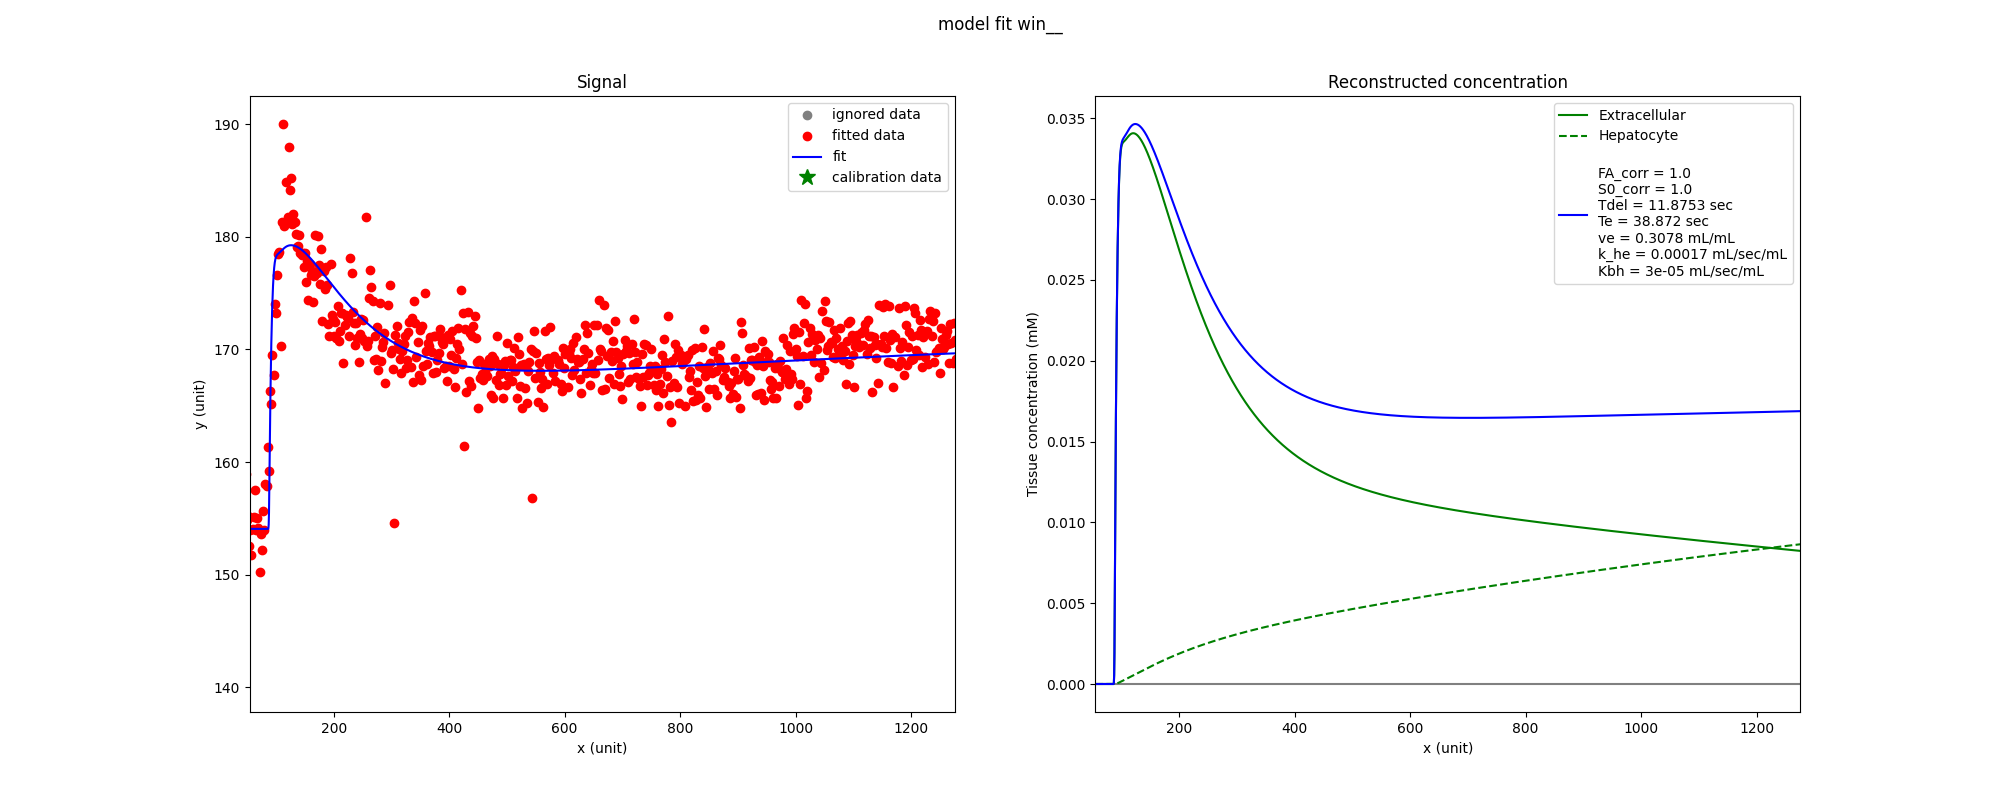 model fit win__
Signal
190
180
170
160
150
140
y (unit)
200
400
600
800
1000
1200
x (unit)
ignored data
fitted data
fit
calibration data
Reconstructed concentration
0.035
0.030
0.025
0.020
0.015
0.010
0.005
0.000
Tissue concentration (mM)
200
400
600
800
1000
1200
x (unit)
Extracellular
Hepatocyte
FA_corr = 1.0
S0_corr = 1.0
Tdel = 11.8753 sec
Te = 38.872 sec
ve = 0.3078 mL/mL
k_he = 0.00017 mL/sec/mL
Kbh = 3e-05 mL/sec/mL